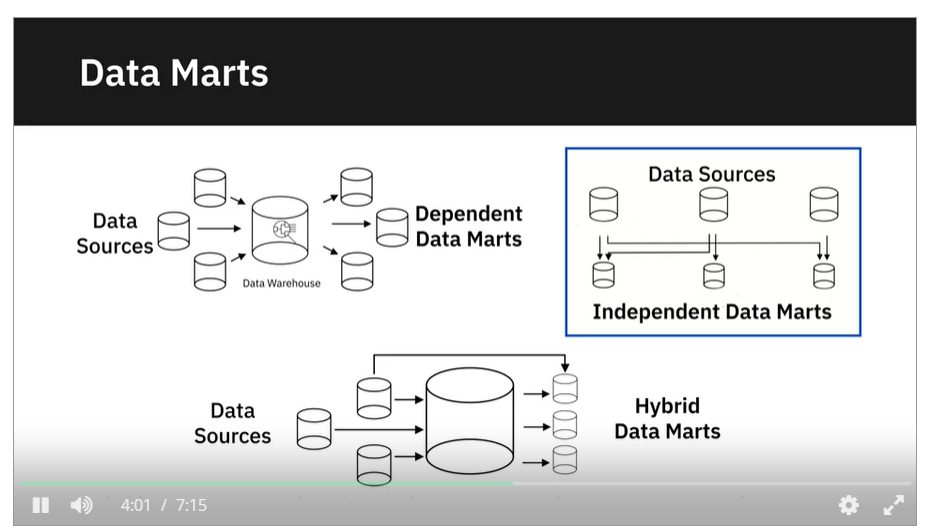 Data Marts
Data
Sources
Data Warehouse
Dependent
Data Marts
Data Sources
Independent Data Marts
Data
Sources
Hybrid
Data Marts
4:01 / 7:15